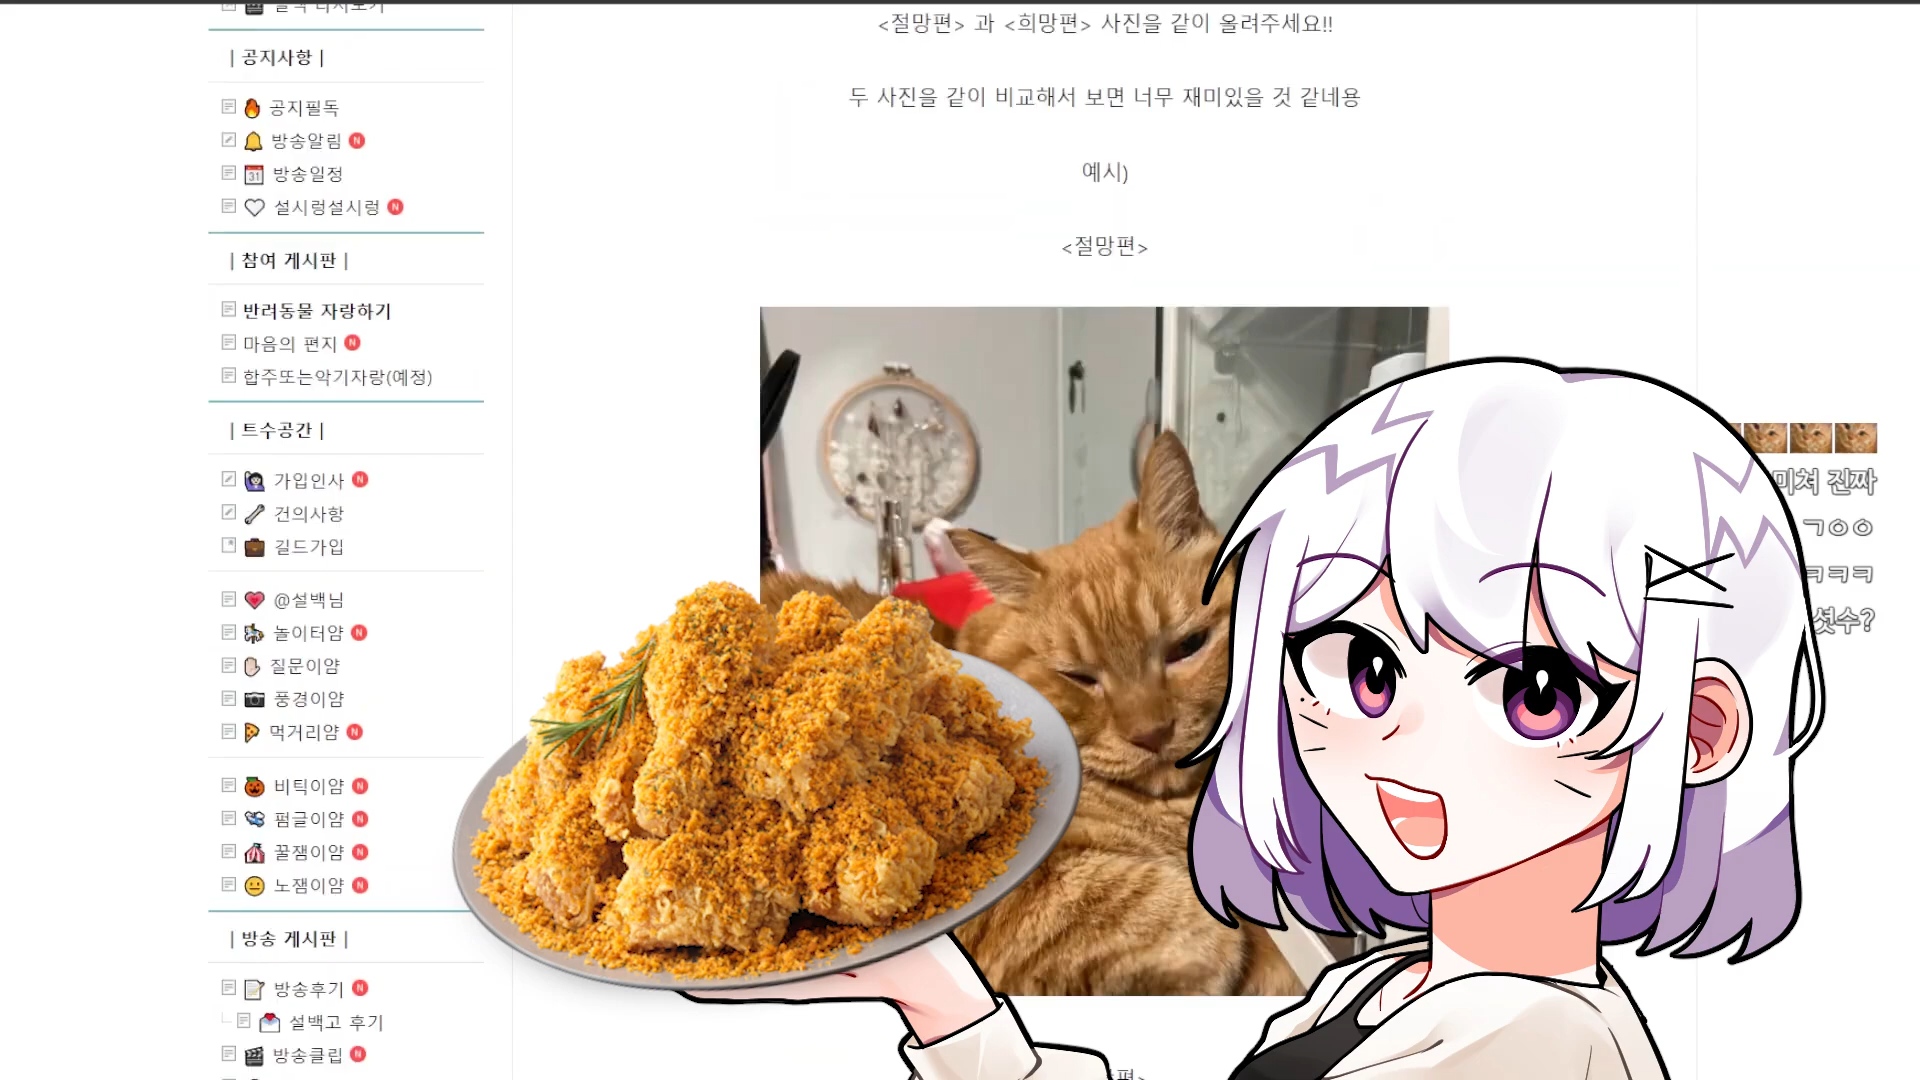 | 공지사항 |
공지필독
방송알림 N
31 방송일정
설시렁설시렁 N
| 참여 게시판 |
반려동물 자랑하기
마음의 편지 N
합주또는악기자랑(예정)
| 트수공간 |
가입인사 N
건의사항
길드가입
@설백님
놀이터얌 N
질문이얌
풍경이얌
먹거리얌 N
비틱이얌 N
펌글이얌 N
꿀잼이얌 N
노잼이얌 N
| 방송 게시판 |
방송후기 N
설백고 후기
방송클립 N
<절망편> 과 <희망편> 사진을 같이 올려주세요!!
두 사진을 같이 비교해서 보면 너무 재미있을 것 같네용
예시)
<절망편>
미쳐 진짜
ㄱㅇㅇ
ㅋㅋㅋ
셋수?